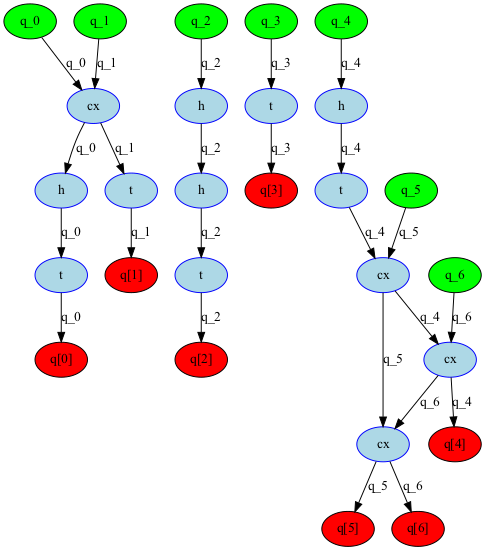 q_0 q_1 q_2 q_3 q_4
q_0 q_1 q_2 q_3 q_4
cx h t h
q_0 q_1 q_2 q_3 q_4
h t h q[3] t q_5
q_0 q_1 q_2 q_4 q_5
t q[1] t cx q_6
q_0 q_2 q_4 q_6
q[0] q[2] q_5 cx
q_6 q_4
cx q[4]
q_5 q_6
q[5] q[6]